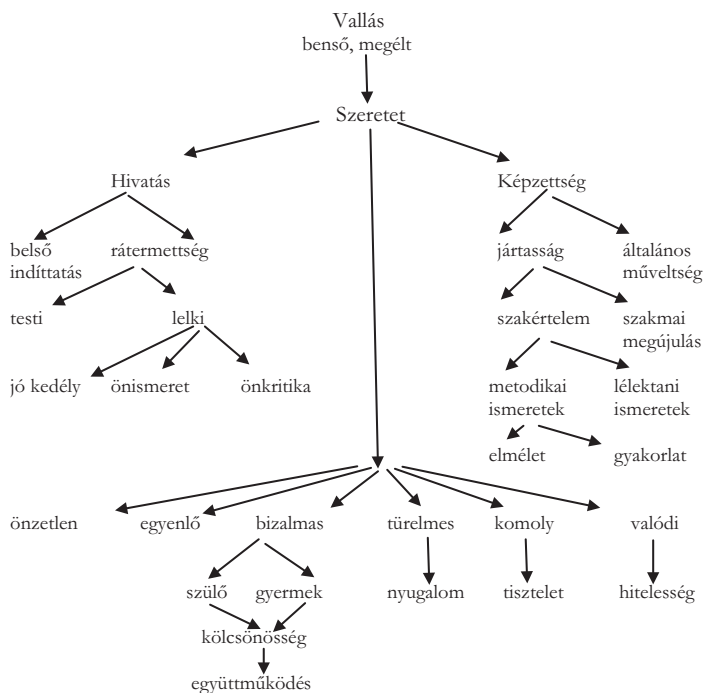 Vallás
benső, megélt
Szeretet
Hivatás
Képzettség
belső
indíttatás
rátermettség
jártasság
általános
műveltség
testi
lelki
szakértelem
szakmai
megújulás
jó kedély
önismeret
önkritika
metodikai
ismeretek
lélektani
ismeretek
elmélet
gyakorlat
önzetlen
egyenlő
bizalmas
türelmes
komoly
valódi
szülő
gyermek
nyugalom
tisztelet
hitelesség
kölcsönösség
együttműködés